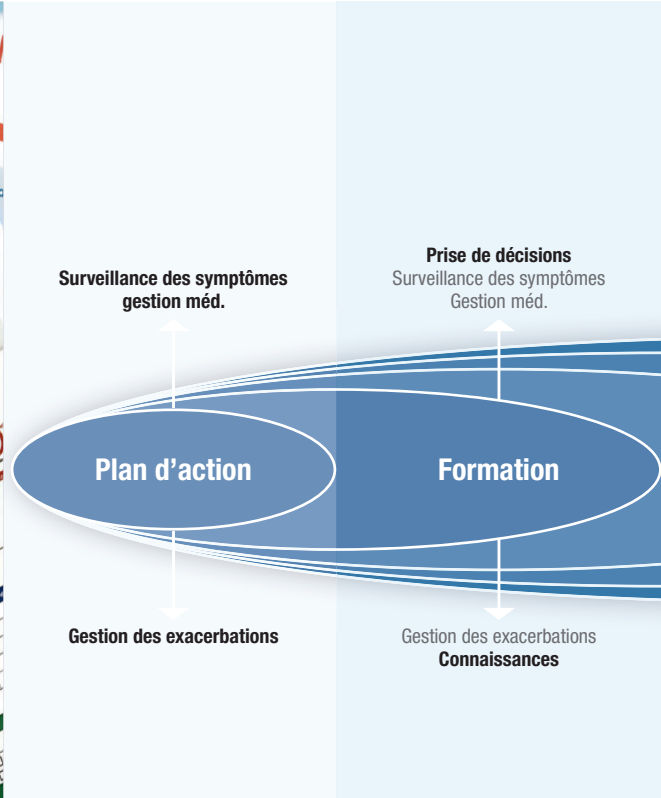 Surveillance des symptômes
gestion méd.
Plan d’action
Gestion des exacerbations
Prise de décisions
Surveillance des symptômes
Gestion méd.
Formation
Gestion des exacerbations
Connaissances